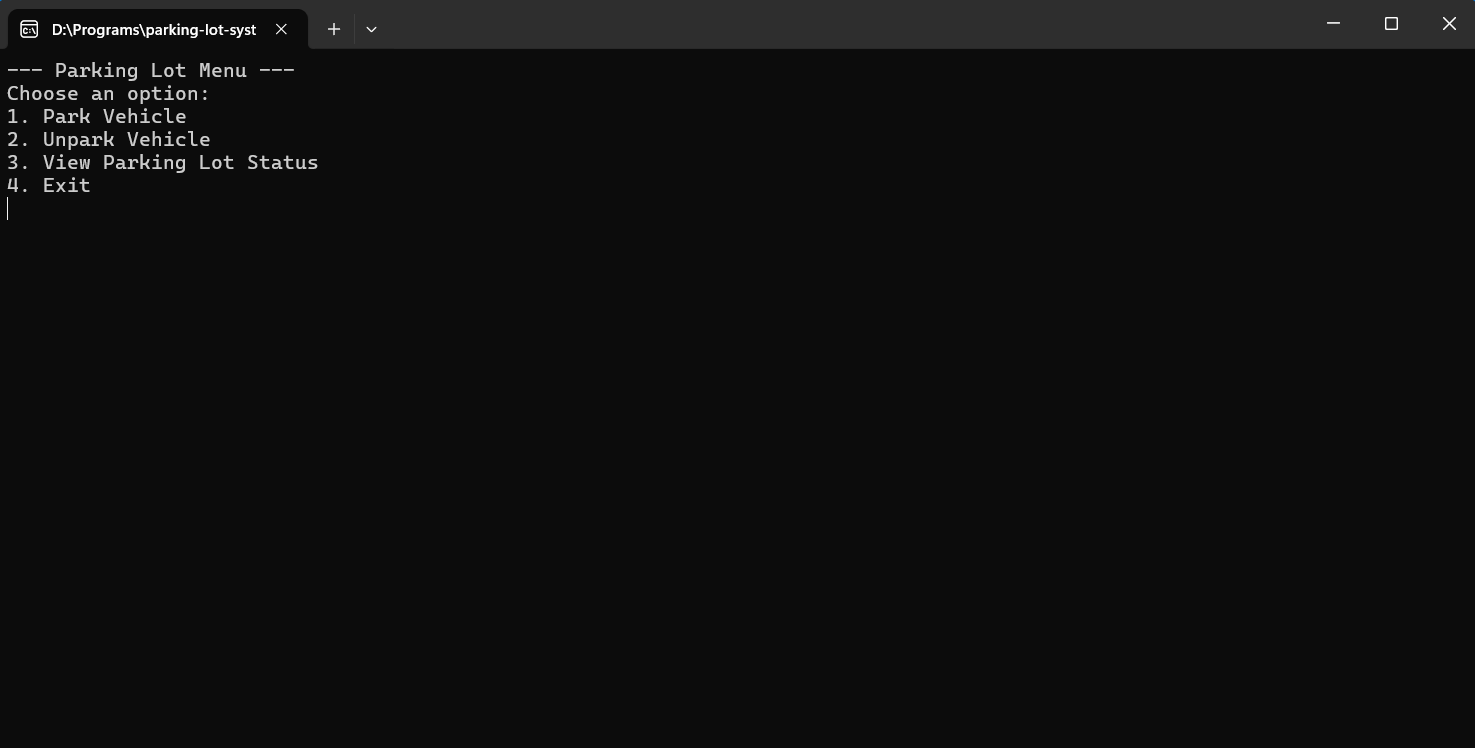 D:\Programs\parking-lot-syst
--- Parking Lot Menu ---
Choose an option:
1. Park Vehicle
2. Unpark Vehicle
3. View Parking Lot Status
4. Exit